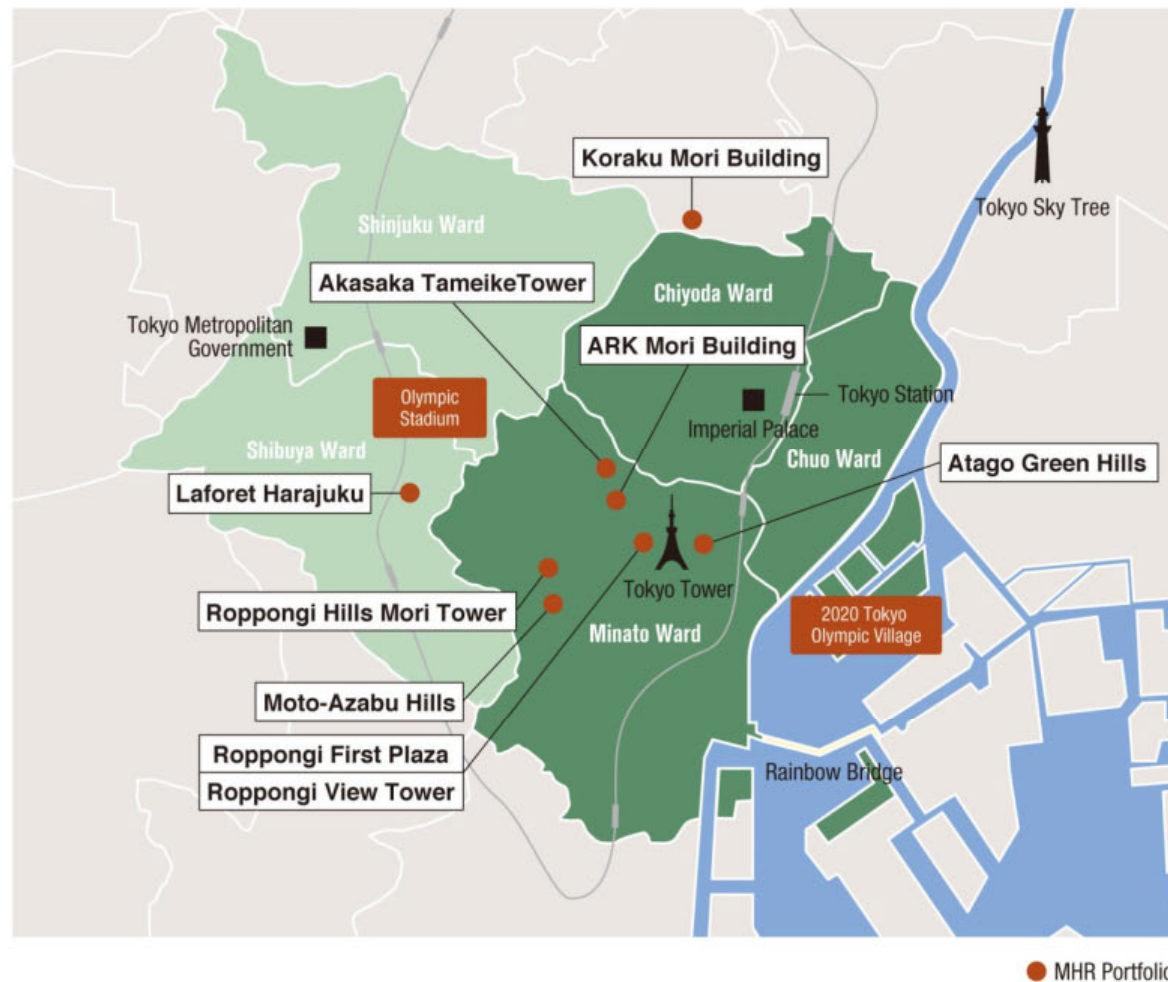 Koraku Mori Building
Tokyo Sky Tree
Shinjuku Ward
Akasaka TameikeTower
Chiyoda Ward
Tokyo Metropolitan
Government
ARK Mori Building
Olympic
Stadium
Tokyo Station
Imperial Palace
Shibuya Ward
Chuo Ward
Atago Green Hills
Laforet Harajuku
Tokyo Tower
Roppongi Hills Mori Tower
2020 Tokyo
Olympic Village
Minato Ward
Moto-Azabu Hills
Roppongi First Plaza
Roppongi View Tower
Rainbow Bridge
MHR Portfolio